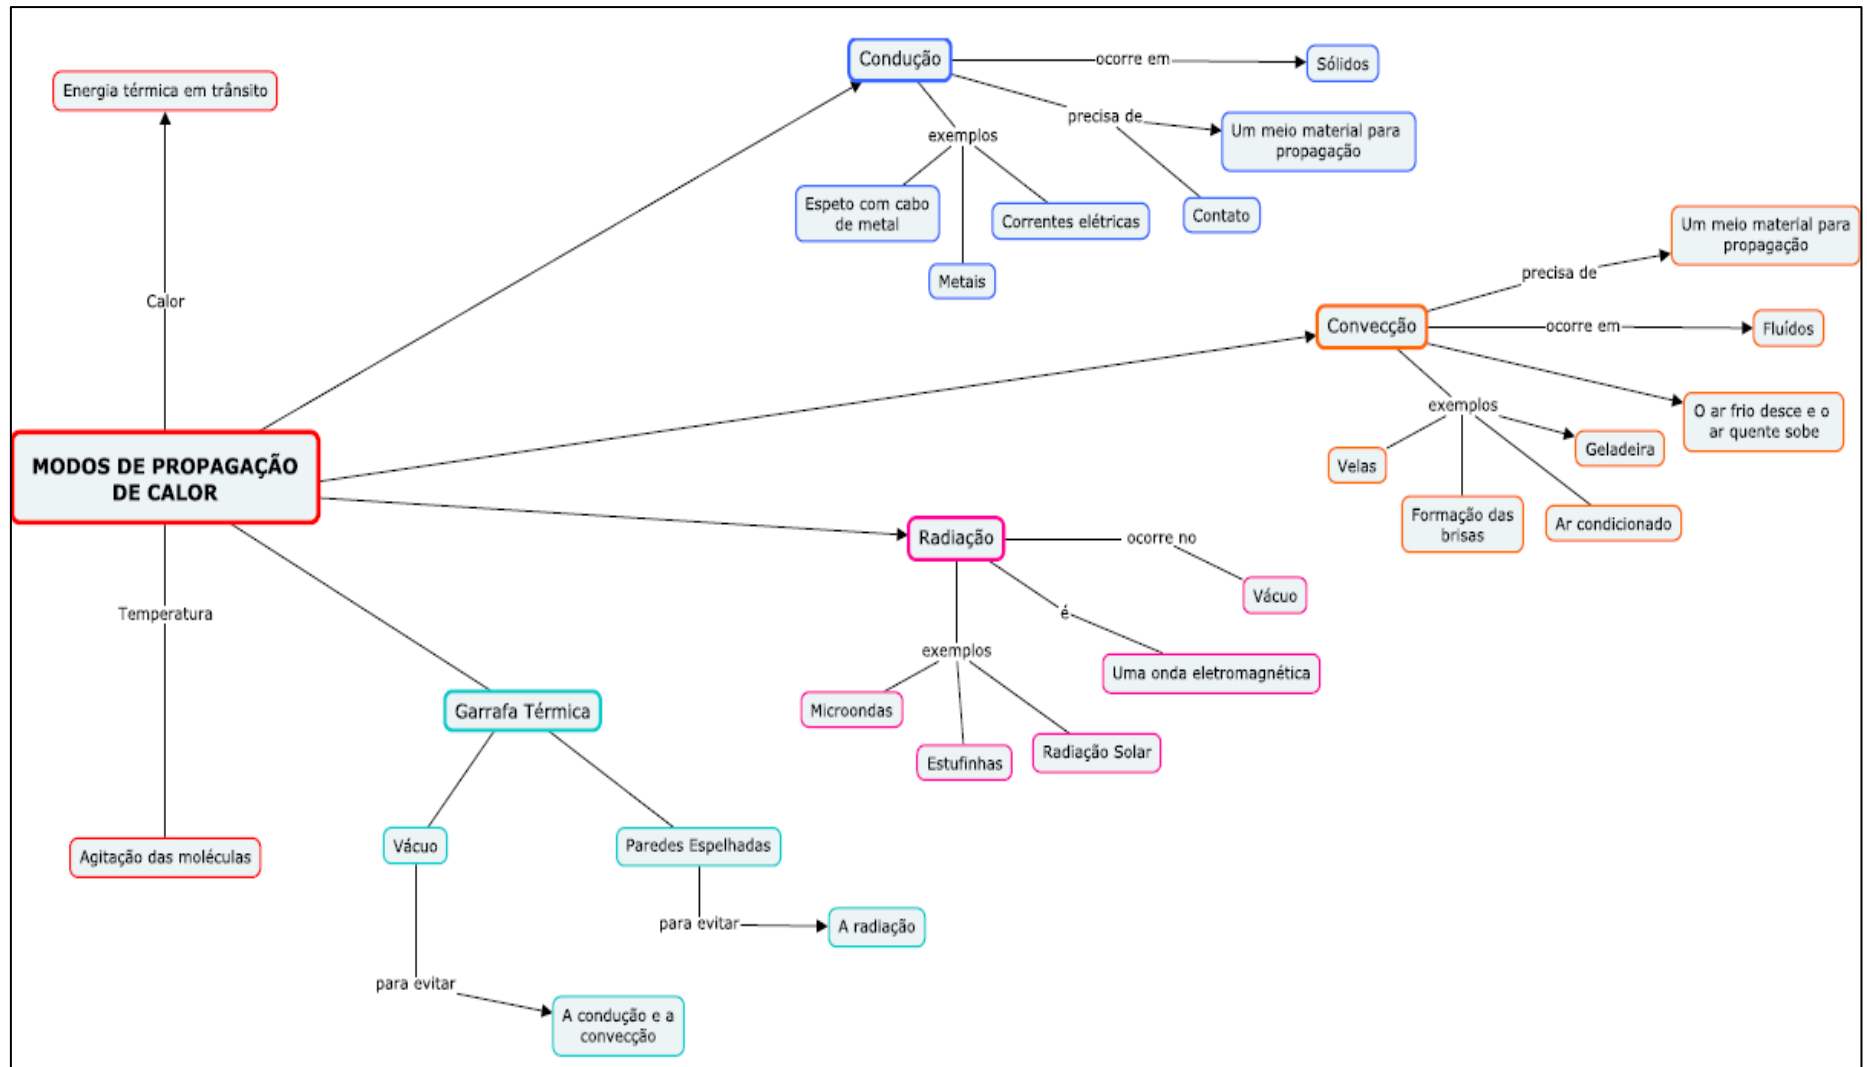 Energia térmica em trânsito
Calor
MODOS DE PROPAGAÇÃO
DE CALOR
Temperatura
Agitação das moléculas
Condução
ocorre em
Sólidos
precisa de
Um meio material para
propagação
Contato
exemplos
Espeto com cabo
de metal
Metais
Correntes elétricas
Convecção
precisa de
Um meio material para
propagação
ocorre em
Fluídos
O ar frio desce e o
ar quente sobe
exemplos
Velas
Formação das
brisas
Ar condicionado
Geladeira
Radiação
ocorre no
Vácuo
é
Uma onda eletromagnética
exemplos
Microondas
Estufinhas
Radiação Solar
Garrafa Térmica
Vácuo
para evitar
A condução e a
convecção
Paredes Espelhadas
para evitar
A radiação